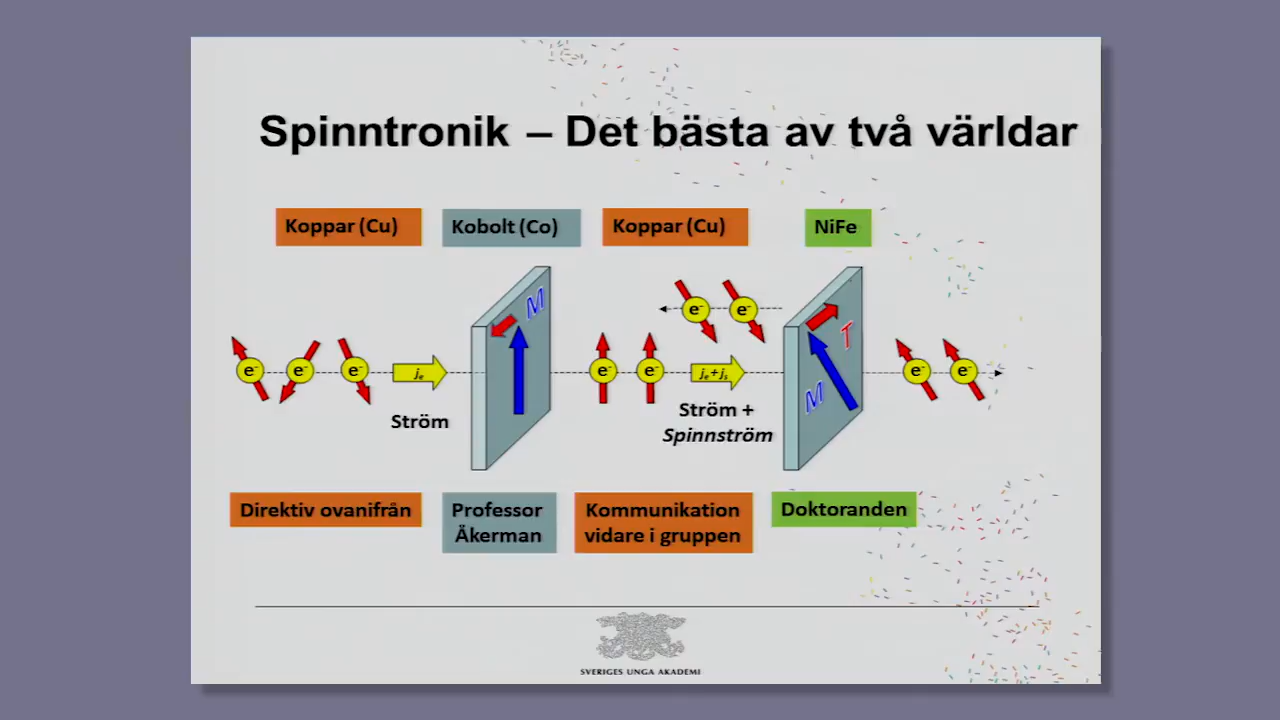 Spinntronik – Det bästa av två världar
Koppar (Cu)
Kobolt (Co)
Koppar (Cu)
NiFe
M
T
M
e⁻
e⁻
e⁻
e⁻
e⁻
e⁻
e⁻
e⁻
e⁻
jₑ
jₑ+jₛ
Ström
Ström +
Spinnström
Direktiv ovanifrån
Professor
Åkerman
Kommunikation
vidare i gruppen
Doktoranden
SVERIGES UNGA AKADEMI